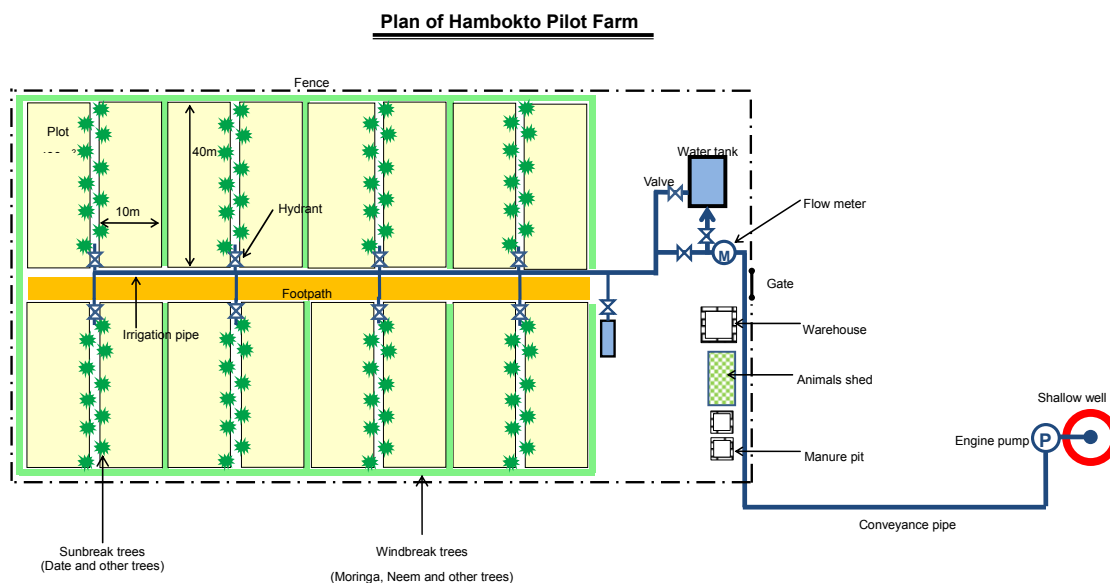 Plan of Hambokto Pilot Farm
Fence
Plot
40m
Water tank
Valve
10m
Hydrant
Flow meter
M
Gate
Footpath
Irrigation pipe
Warehouse
Animals shed
Shallow well
Engine pump
P
Manure pit
Conveyance pipe
Sunbreak trees
(Date and other trees)
Windbreak trees
(Moringa, Neem and other trees)